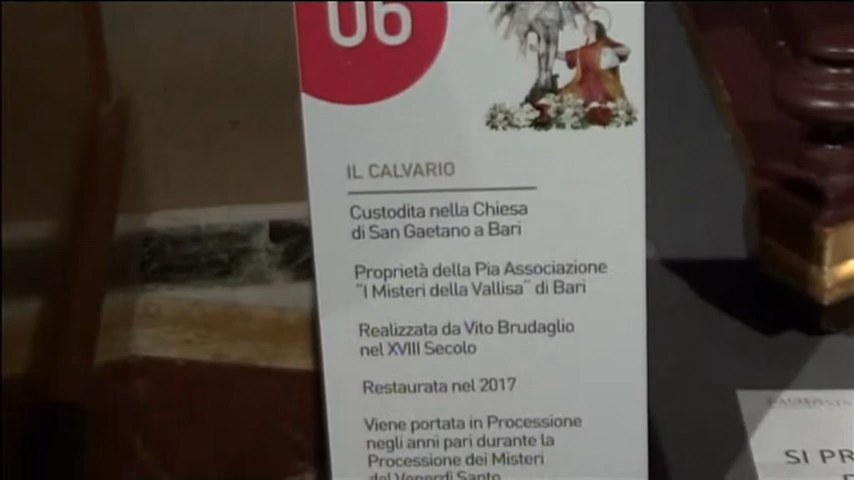 06
IL CALVARIO
Custodita nella Chiesa
di San Gaetano a Bari
Proprietà della Pia Associazione
"I Misteri della Vallisa" di Bari
Realizzata da Vito Brudaglio
nel XVIII Secolo
Restaurata nel 2017
Viene portata in Processione
negli anni pari durante la
Processione dei Misteri
del Venerdì Santo
SI PR